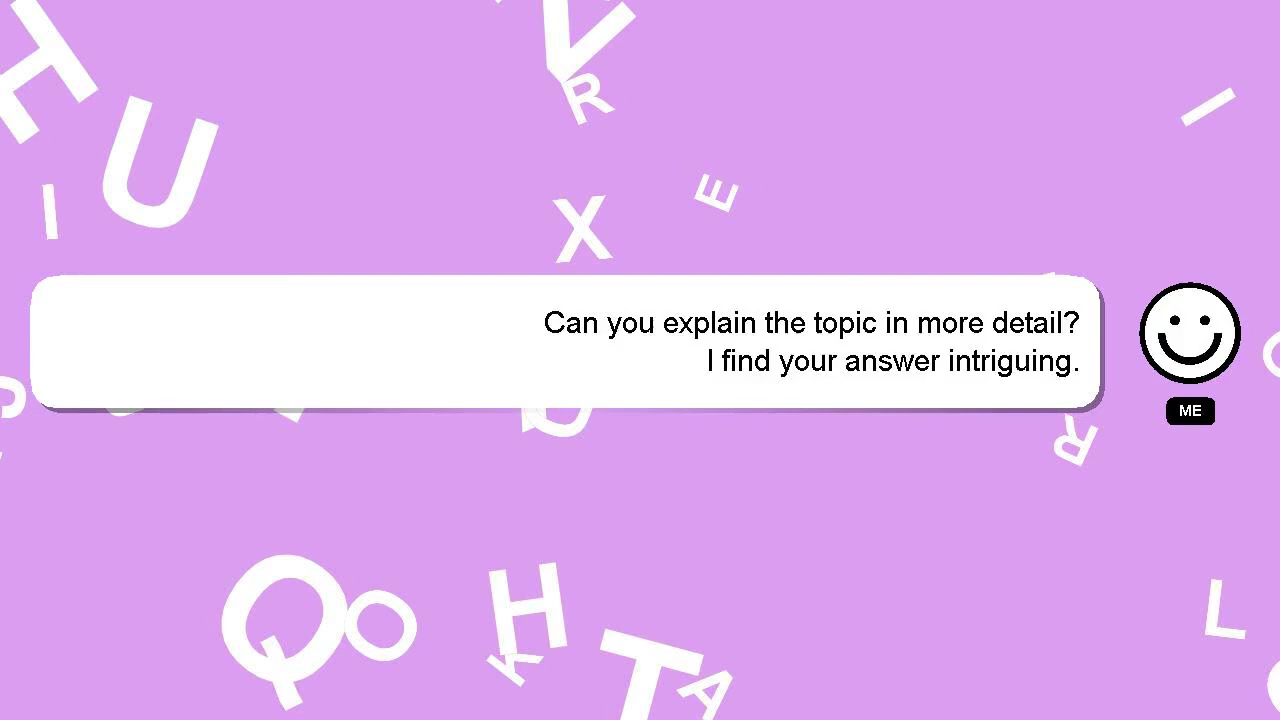 Can you explain the topic in more detail?
I find your answer intriguing.
ME
H
U
I
V
R
X
E
I
R
Q
O
H
K
T
A
L